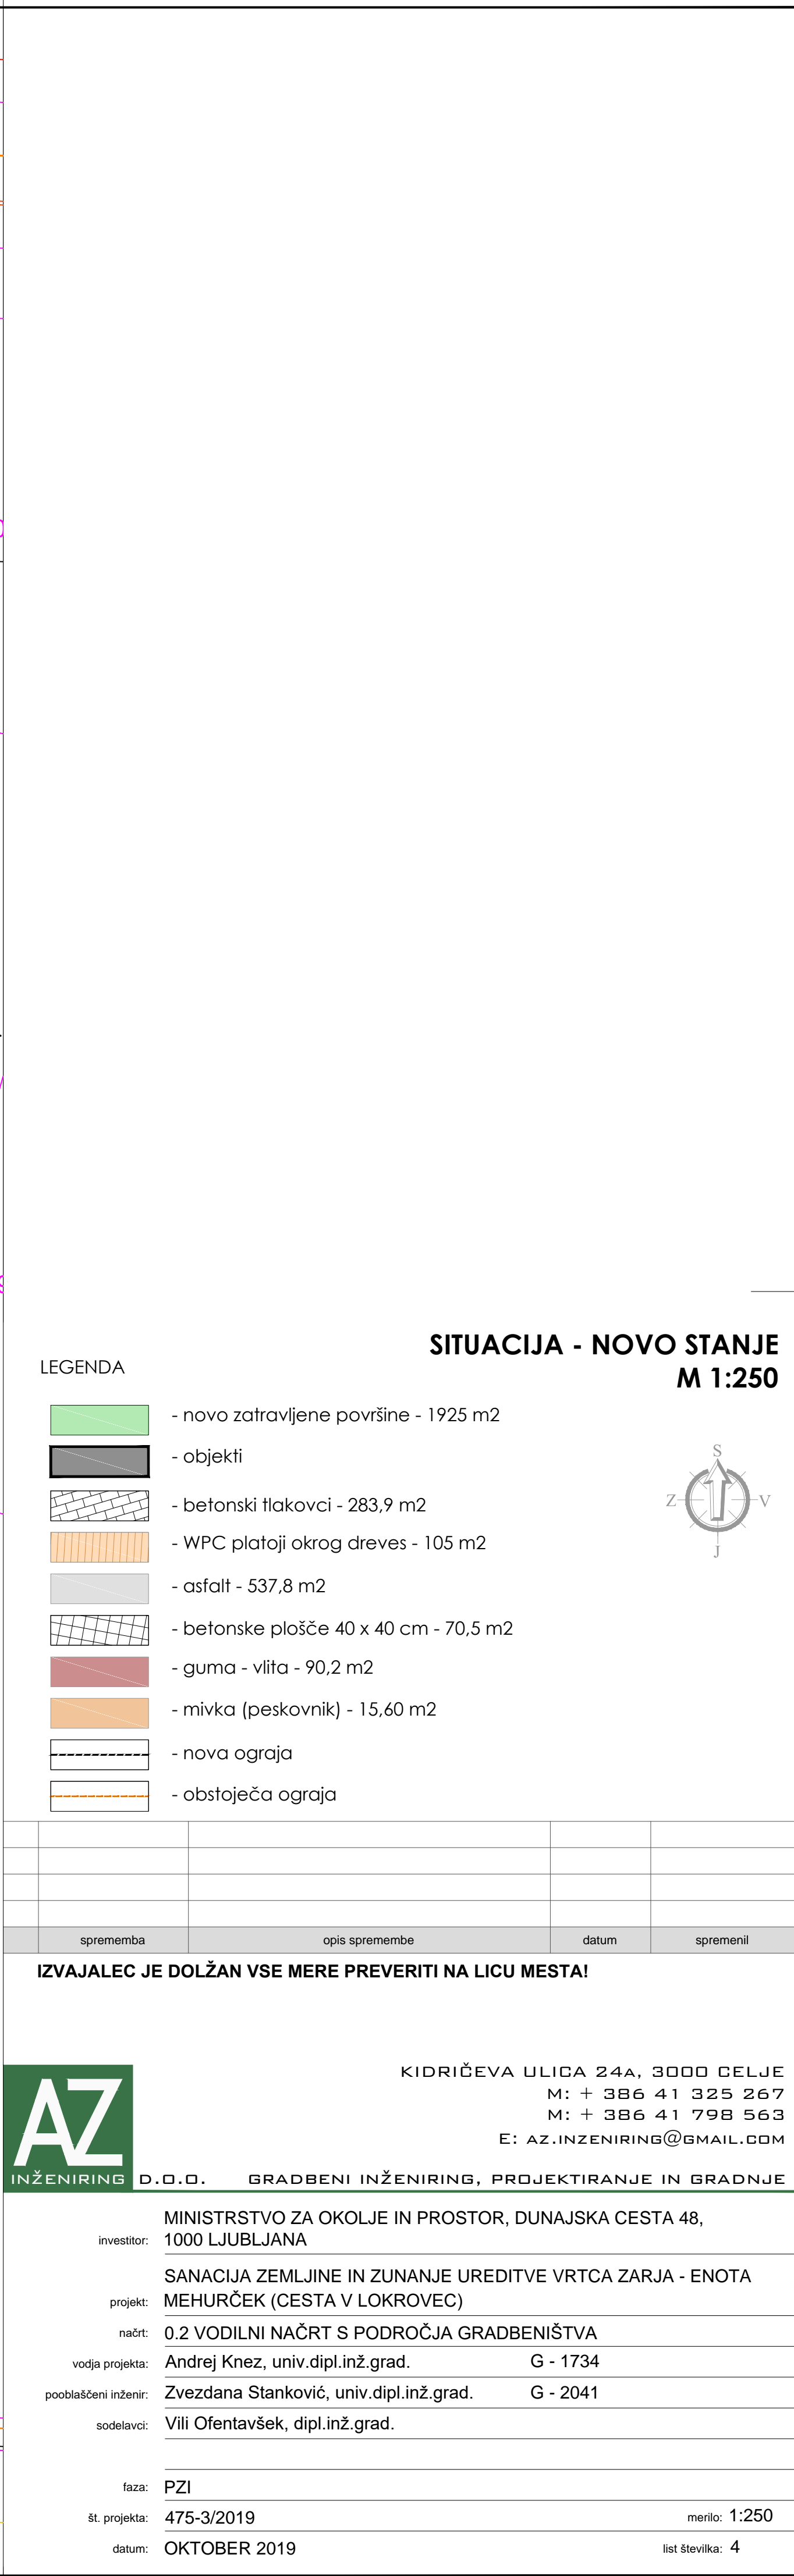 SITUACIJA - NOVO STANJE
M 1:250
LEGENDA
- novo zatravljene površine - 1925 m2
- objekti
- betonski tlakovci - 283,9 m2
- WPC platoji okrog dreves - 105 m2
- asfalt - 537,8 m2
- betonske plošče 40 x 40 cm - 70,5 m2
- guma - vlita - 90,2 m2
- mivka (peskovnik) - 15,60 m2
- nova ograja
- obstoječa ograja
S
Z V
J
sprememba opis spremembe datum spremenil
IZVAJALEC JE DOLŽAN VSE MERE PREVERITI NA LICU MESTA!
KIDRIČEVA ULICA 24A, 3000 CELJE
M: + 386 41 325 267
M: + 386 41 798 563
E: AZ.INZENIRING@GMAIL.COM
AZ
INŽENIRING D.O.O. GRADBENI INŽENIRING, PROJEKTIRANJE IN GRADNJE
investitor: MINISTRSTVO ZA OKOLJE IN PROSTOR, DUNAJSKA CESTA 48,
1000 LJUBLJANA
projekt: SANACIJA ZEMLJINE IN ZUNANJE UREDITVE VRTCA ZARJA - ENOTA
MEHURČEK (CESTA V LOKROVEC)
načrt: 0.2 VODILNI NAČRT S PODROČJA GRADBENIŠTVA
vodja projekta: Andrej Knez, univ.dipl.inž.grad. G - 1734
pooblaščeni inženir: Zvezdana Stanković, univ.dipl.inž.grad. G - 2041
sodelavci: Vili Ofentavšek, dipl.inž.grad.
faza: PZI
št. projekta: 475-3/2019 merilo: 1:250
datum: OKTOBER 2019 list številka: 4